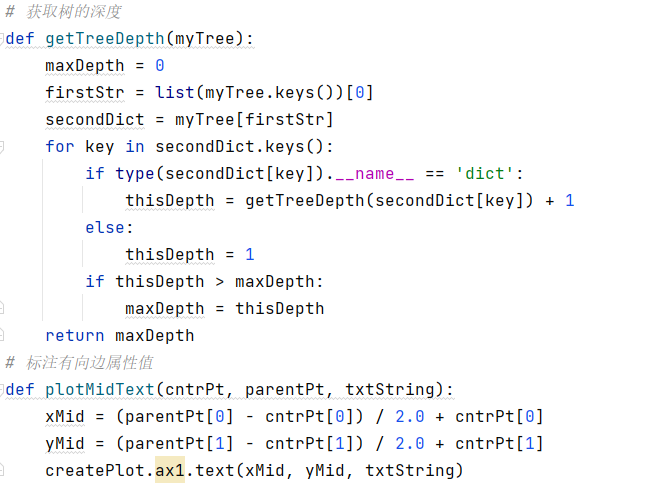 # 获取树的深度
def getTreeDepth(myTree):
    maxDepth = 0
    firstStr = list(myTree.keys())[0]
    secondDict = myTree[firstStr]
    for key in secondDict.keys():
        if type(secondDict[key]).__name__ == 'dict':
            thisDepth = getTreeDepth(secondDict[key]) + 1
        else:
            thisDepth = 1
        if thisDepth > maxDepth:
            maxDepth = thisDepth
    return maxDepth
# 标注有向边属性值
def plotMidText(cntrPt, parentPt, txtString):
    xMid = (parentPt[0] - cntrPt[0]) / 2.0 + cntrPt[0]
    yMid = (parentPt[1] - cntrPt[1]) / 2.0 + cntrPt[1]
    createPlot.ax1.text(xMid, yMid, txtString)